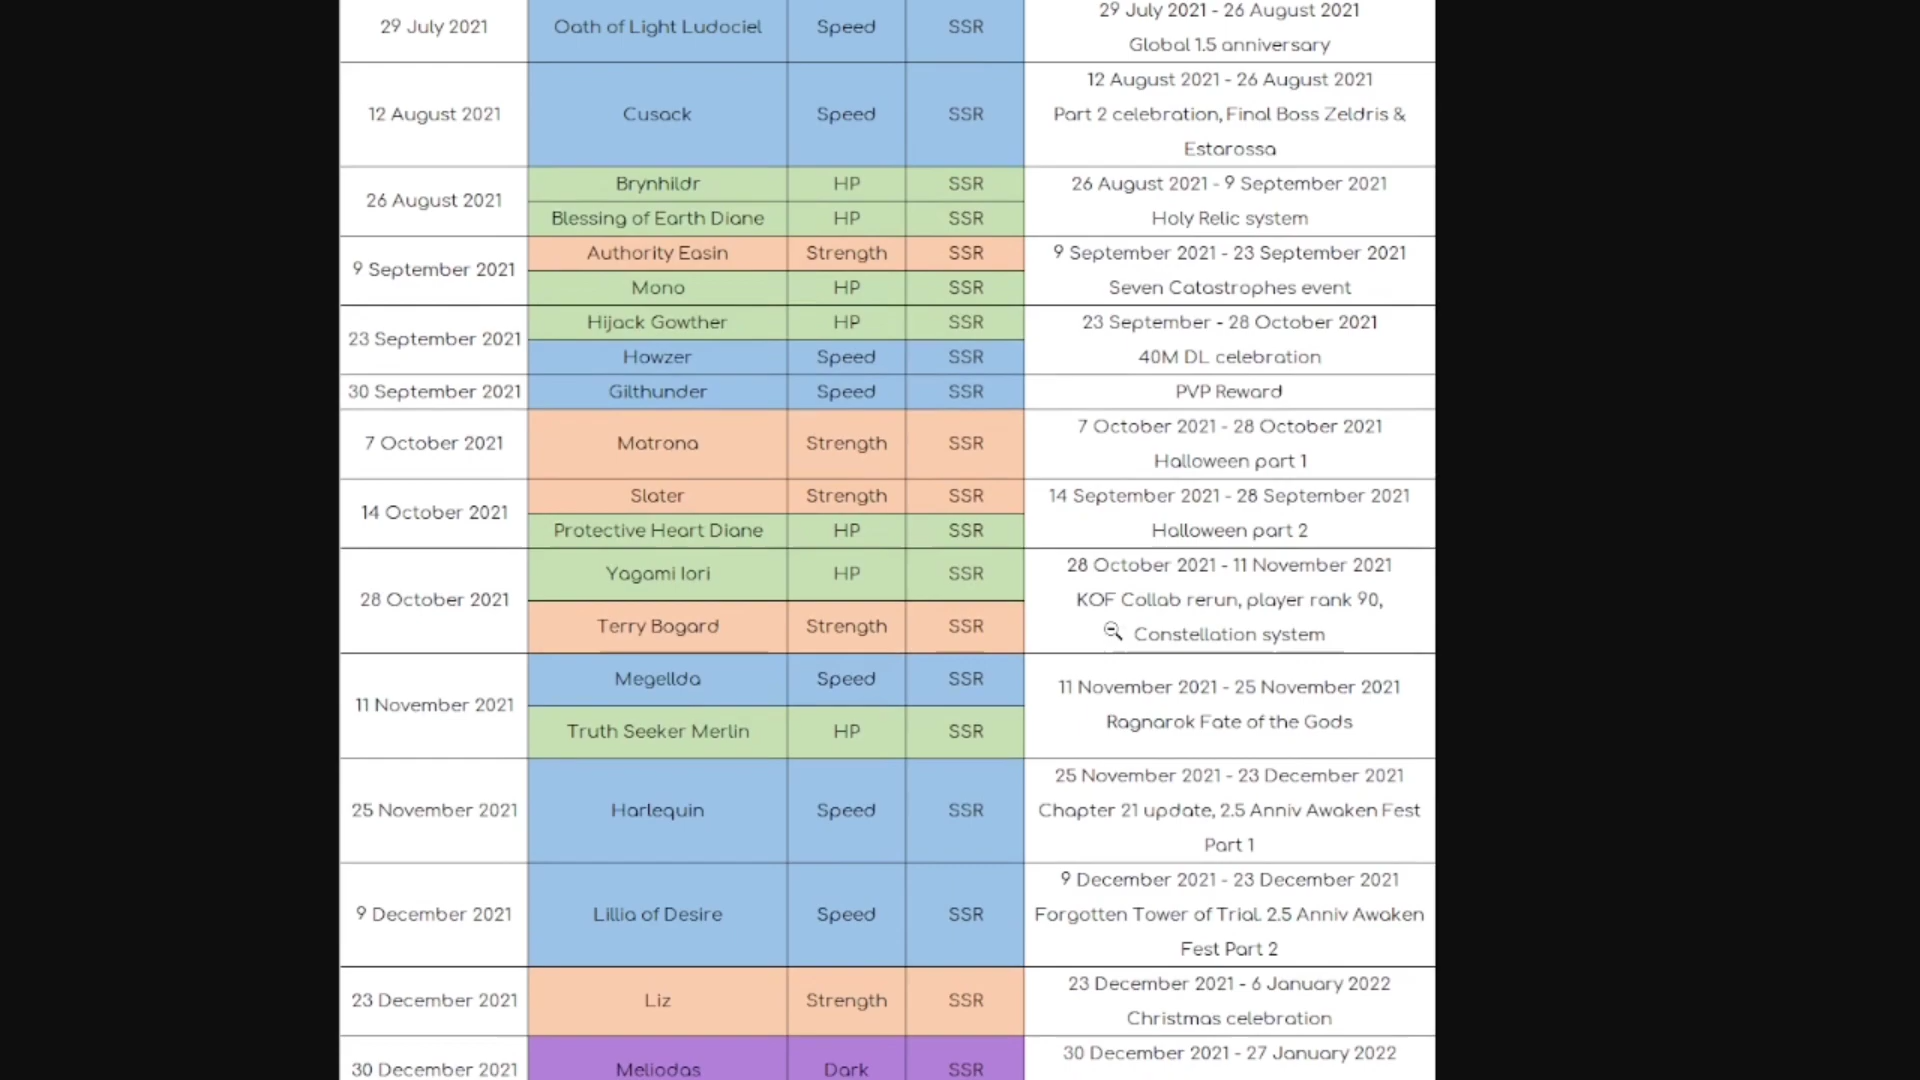 29 July 2021 Oath of Light Ludociel Speed SSR 29 July 2021 - 26 August 2021
Global 1.5 anniversary
12 August 2021 Cusack Speed SSR 12 August 2021 - 26 August 2021
Part 2 celebration, Final Boss Zeldris &
Estarossa
26 August 2021 Brynhildr HP SSR 26 August 2021 - 9 September 2021
Blessing of Earth Diane HP SSR Holy Relic system
9 September 2021 Authority Easin Strength SSR 9 September 2021 - 23 September 2021
Mono HP SSR Seven Catastrophes event
23 September 2021 Hijack Gowther HP SSR 23 September - 28 October 2021
Howzer Speed SSR 40M DL celebration
30 September 2021 Gilthunder Speed SSR PVP Reward
7 October 2021 Matrona Strength SSR 7 October 2021 - 28 October 2021
Halloween part 1
14 October 2021 Slater Strength SSR 14 September 2021 - 28 September 2021
Protective Heart Diane HP SSR Halloween part 2
28 October 2021 Yagami Iori HP SSR 28 October 2021 - 11 November 2021
KOF Collab rerun, player rank 90,
Terry Bogard Strength SSR Constellation system
11 November 2021 Megellda Speed SSR 11 November 2021 - 25 November 2021
Truth Seeker Merlin HP SSR Ragnarok Fate of the Gods
25 November 2021 Harlequin Speed SSR 25 November 2021 - 23 December 2021
Chapter 21 update, 2.5 Anniv Awaken Fest
Part 1
9 December 2021 Lillia of Desire Speed SSR 9 December 2021 - 23 December 2021
Forgotten Tower of Trial. 2.5 Anniv Awaken
Fest Part 2
23 December 2021 Liz Strength SSR 23 December 2021 - 6 January 2022
Christmas celebration
30 December 2021 Meliodas Dark SSR 30 December 2021 - 27 January 2022